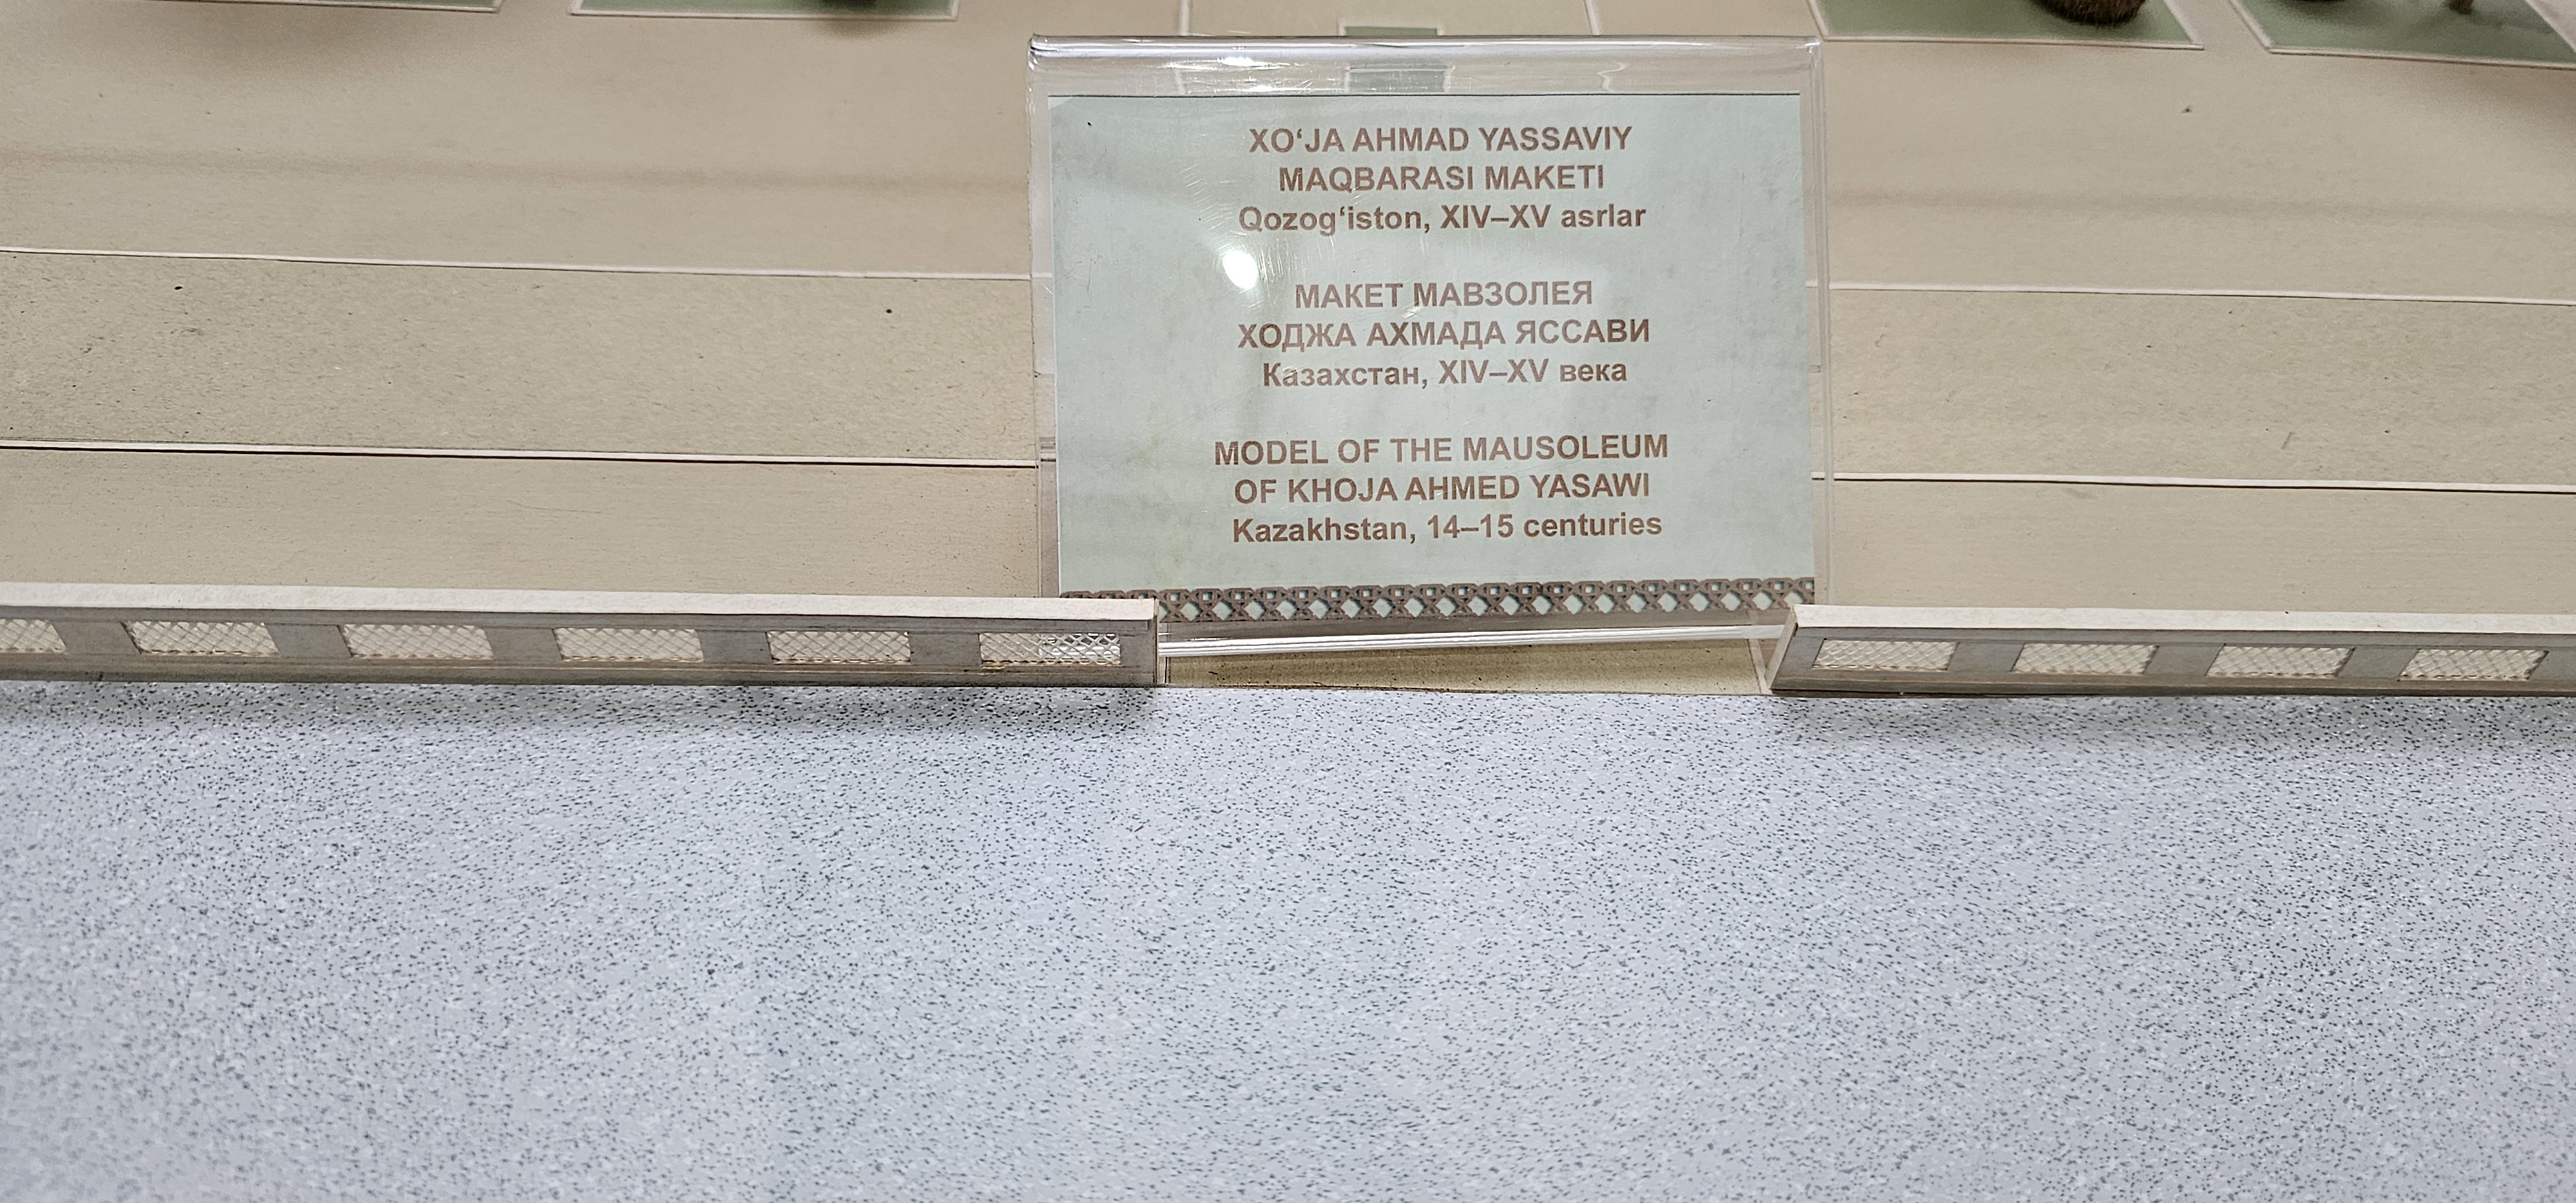 XO‘JA AHMAD YASSAVIY
MAQBARASI MAKETI
Qozog‘iston, XIV–XV asrlar
МАКЕТ МАВЗОЛЕЯ
ХОДЖА АХМАДА ЯССАВИ
Казахстан, XIV–XV века
MODEL OF THE MAUSOLEUM
OF KHOJA AHMED YASAWI
Kazakhstan, 14–15 centuries